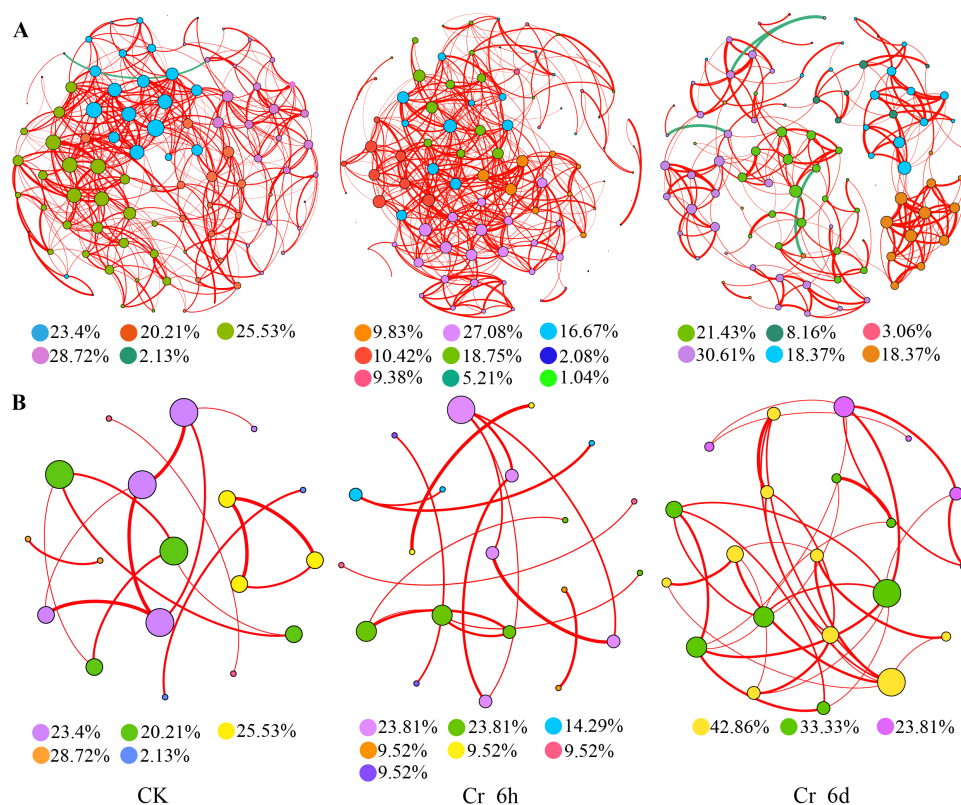 A
23.4% 20.21% 25.53%
28.72% 2.13%
9.83% 27.08% 16.67%
10.42% 18.75% 2.08%
9.38% 5.21% 1.04%
21.43% 8.16% 3.06%
30.61% 18.37% 18.37%
B
23.4% 20.21% 25.53%
28.72% 2.13%
23.81% 23.81% 14.29%
9.52% 9.52% 9.52%
9.52%
42.86% 33.33% 23.81%
CK Cr 6h Cr 6d